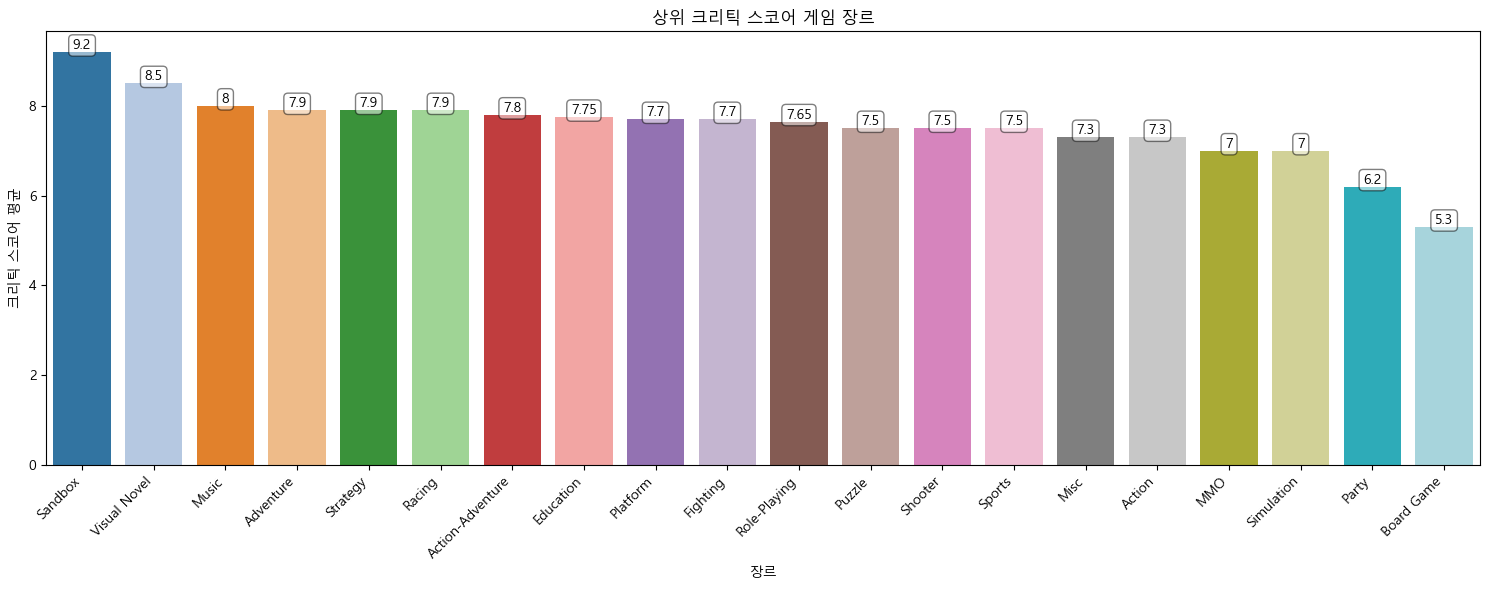 상위 크리틱 스코어 게임 장르
크리틱 스코어 평균
8
6
4
2
0
9.2
8.5
8
7.9
7.9
7.9
7.8
7.75
7.7
7.7
7.65
7.5
7.5
7.5
7.3
7.3
7
7
6.2
5.3
Sandbox
Visual Novel
Music
Adventure
Strategy
Racing
Action-Adventure
Education
Platform
Fighting
Role-Playing
Puzzle
Shooter
Sports
Misc
Action
MMO
Simulation
Party
Board Game
장르